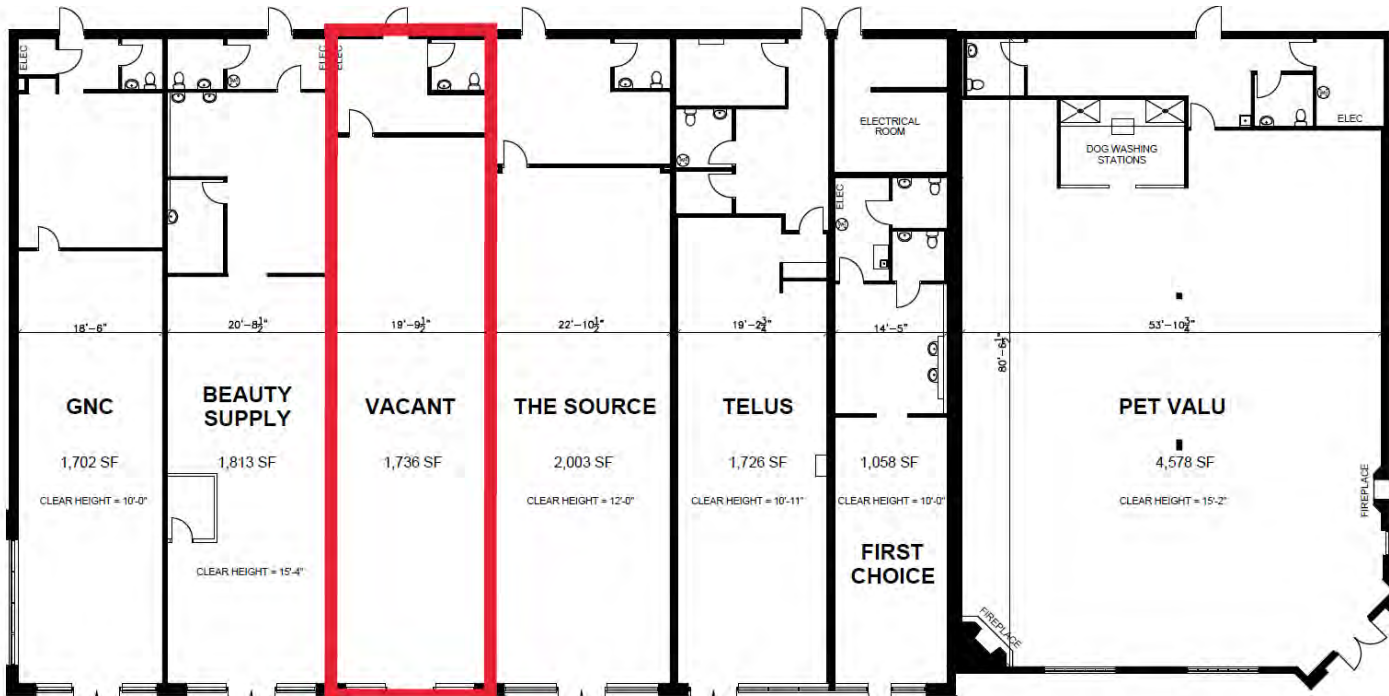 ELEC
ELEC
ELEC
ELECTRICAL
ROOM
DOG WASHING
STATIONS
ELEC
ELEC
18'-6"
20'-8½"
19'-9½"
22'-10½"
19'-2¾"
14'-5"
80'-6½"
53'-10¾"
GNC
1,702 SF
CLEAR HEIGHT = 10'-0"
BEAUTY
SUPPLY
1,813 SF
CLEAR HEIGHT = 15'-4"
VACANT
1,736 SF
THE SOURCE
2,003 SF
CLEAR HEIGHT = 12'-0"
TELUS
1,726 SF
CLEAR HEIGHT = 10'-11"
1,058 SF
CLEAR HEIGHT = 10'-0"
FIRST
CHOICE
PET VALU
4,578 SF
CLEAR HEIGHT = 15'-2"
FIREPLACE
FIREPLACE